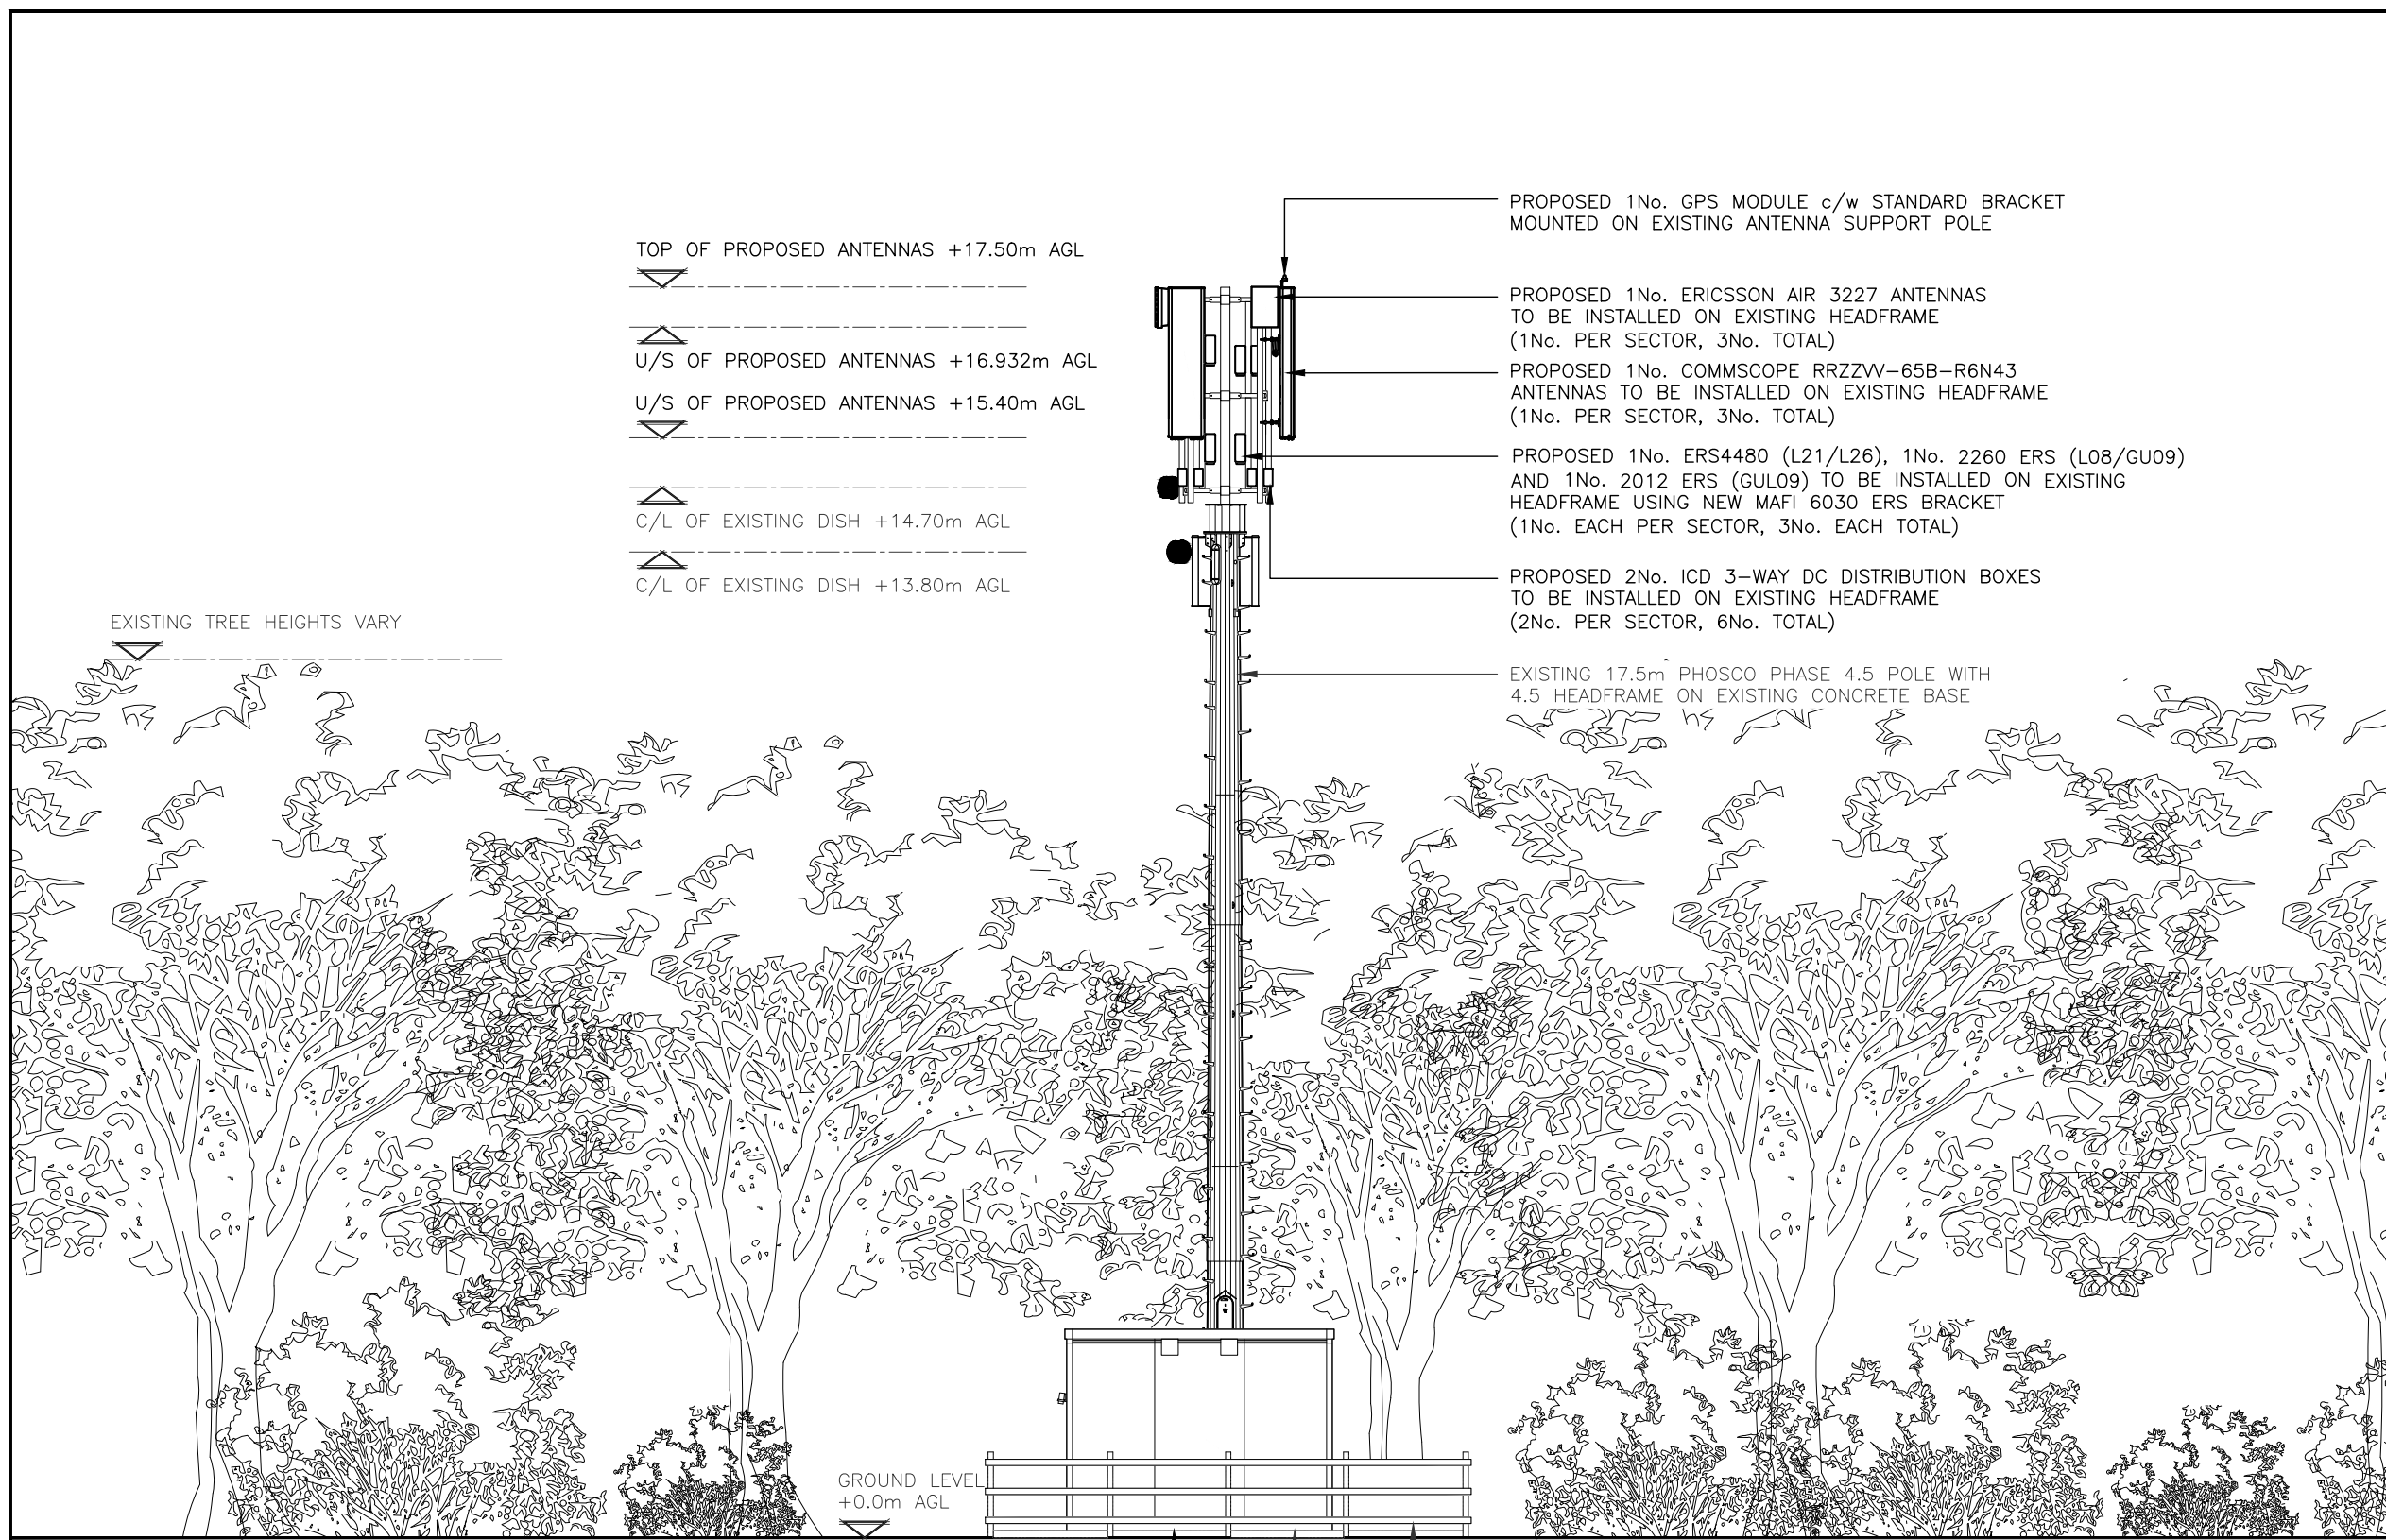 PROPOSED 1No. GPS MODULE c/w STANDARD BRACKET
MOUNTED ON EXISTING ANTENNA SUPPORT POLE
TOP OF PROPOSED ANTENNAS +17.50m AGL
PROPOSED 1No. ERICSSON AIR 3227 ANTENNAS
TO BE INSTALLED ON EXISTING HEADFRAME
(1No. PER SECTOR, 3No. TOTAL)
U/S OF PROPOSED ANTENNAS +16.932m AGL
PROPOSED 1No. COMMSCOPE RRZZVV-65B-R6N43
ANTENNAS TO BE INSTALLED ON EXISTING HEADFRAME
(1No. PER SECTOR, 3No. TOTAL)
U/S OF PROPOSED ANTENNAS +15.40m AGL
PROPOSED 1No. ERS4480 (L21/L26), 1No. 2260 ERS (L08/GU09)
AND 1No. 2012 ERS (GUL09) TO BE INSTALLED ON EXISTING
HEADFRAME USING NEW MAFI 6030 ERS BRACKET
(1No. EACH PER SECTOR, 3No. EACH TOTAL)
C/L OF EXISTING DISH +14.70m AGL
C/L OF EXISTING DISH +13.80m AGL
PROPOSED 2No. ICD 3-WAY DC DISTRIBUTION BOXES
TO BE INSTALLED ON EXISTING HEADFRAME
(2No. PER SECTOR, 6No. TOTAL)
EXISTING TREE HEIGHTS VARY
EXISTING 17.5m PHOSCO PHASE 4.5 POLE WITH
4.5 HEADFRAME ON EXISTING CONCRETE BASE
GROUND LEVEL
+0.0m AGL